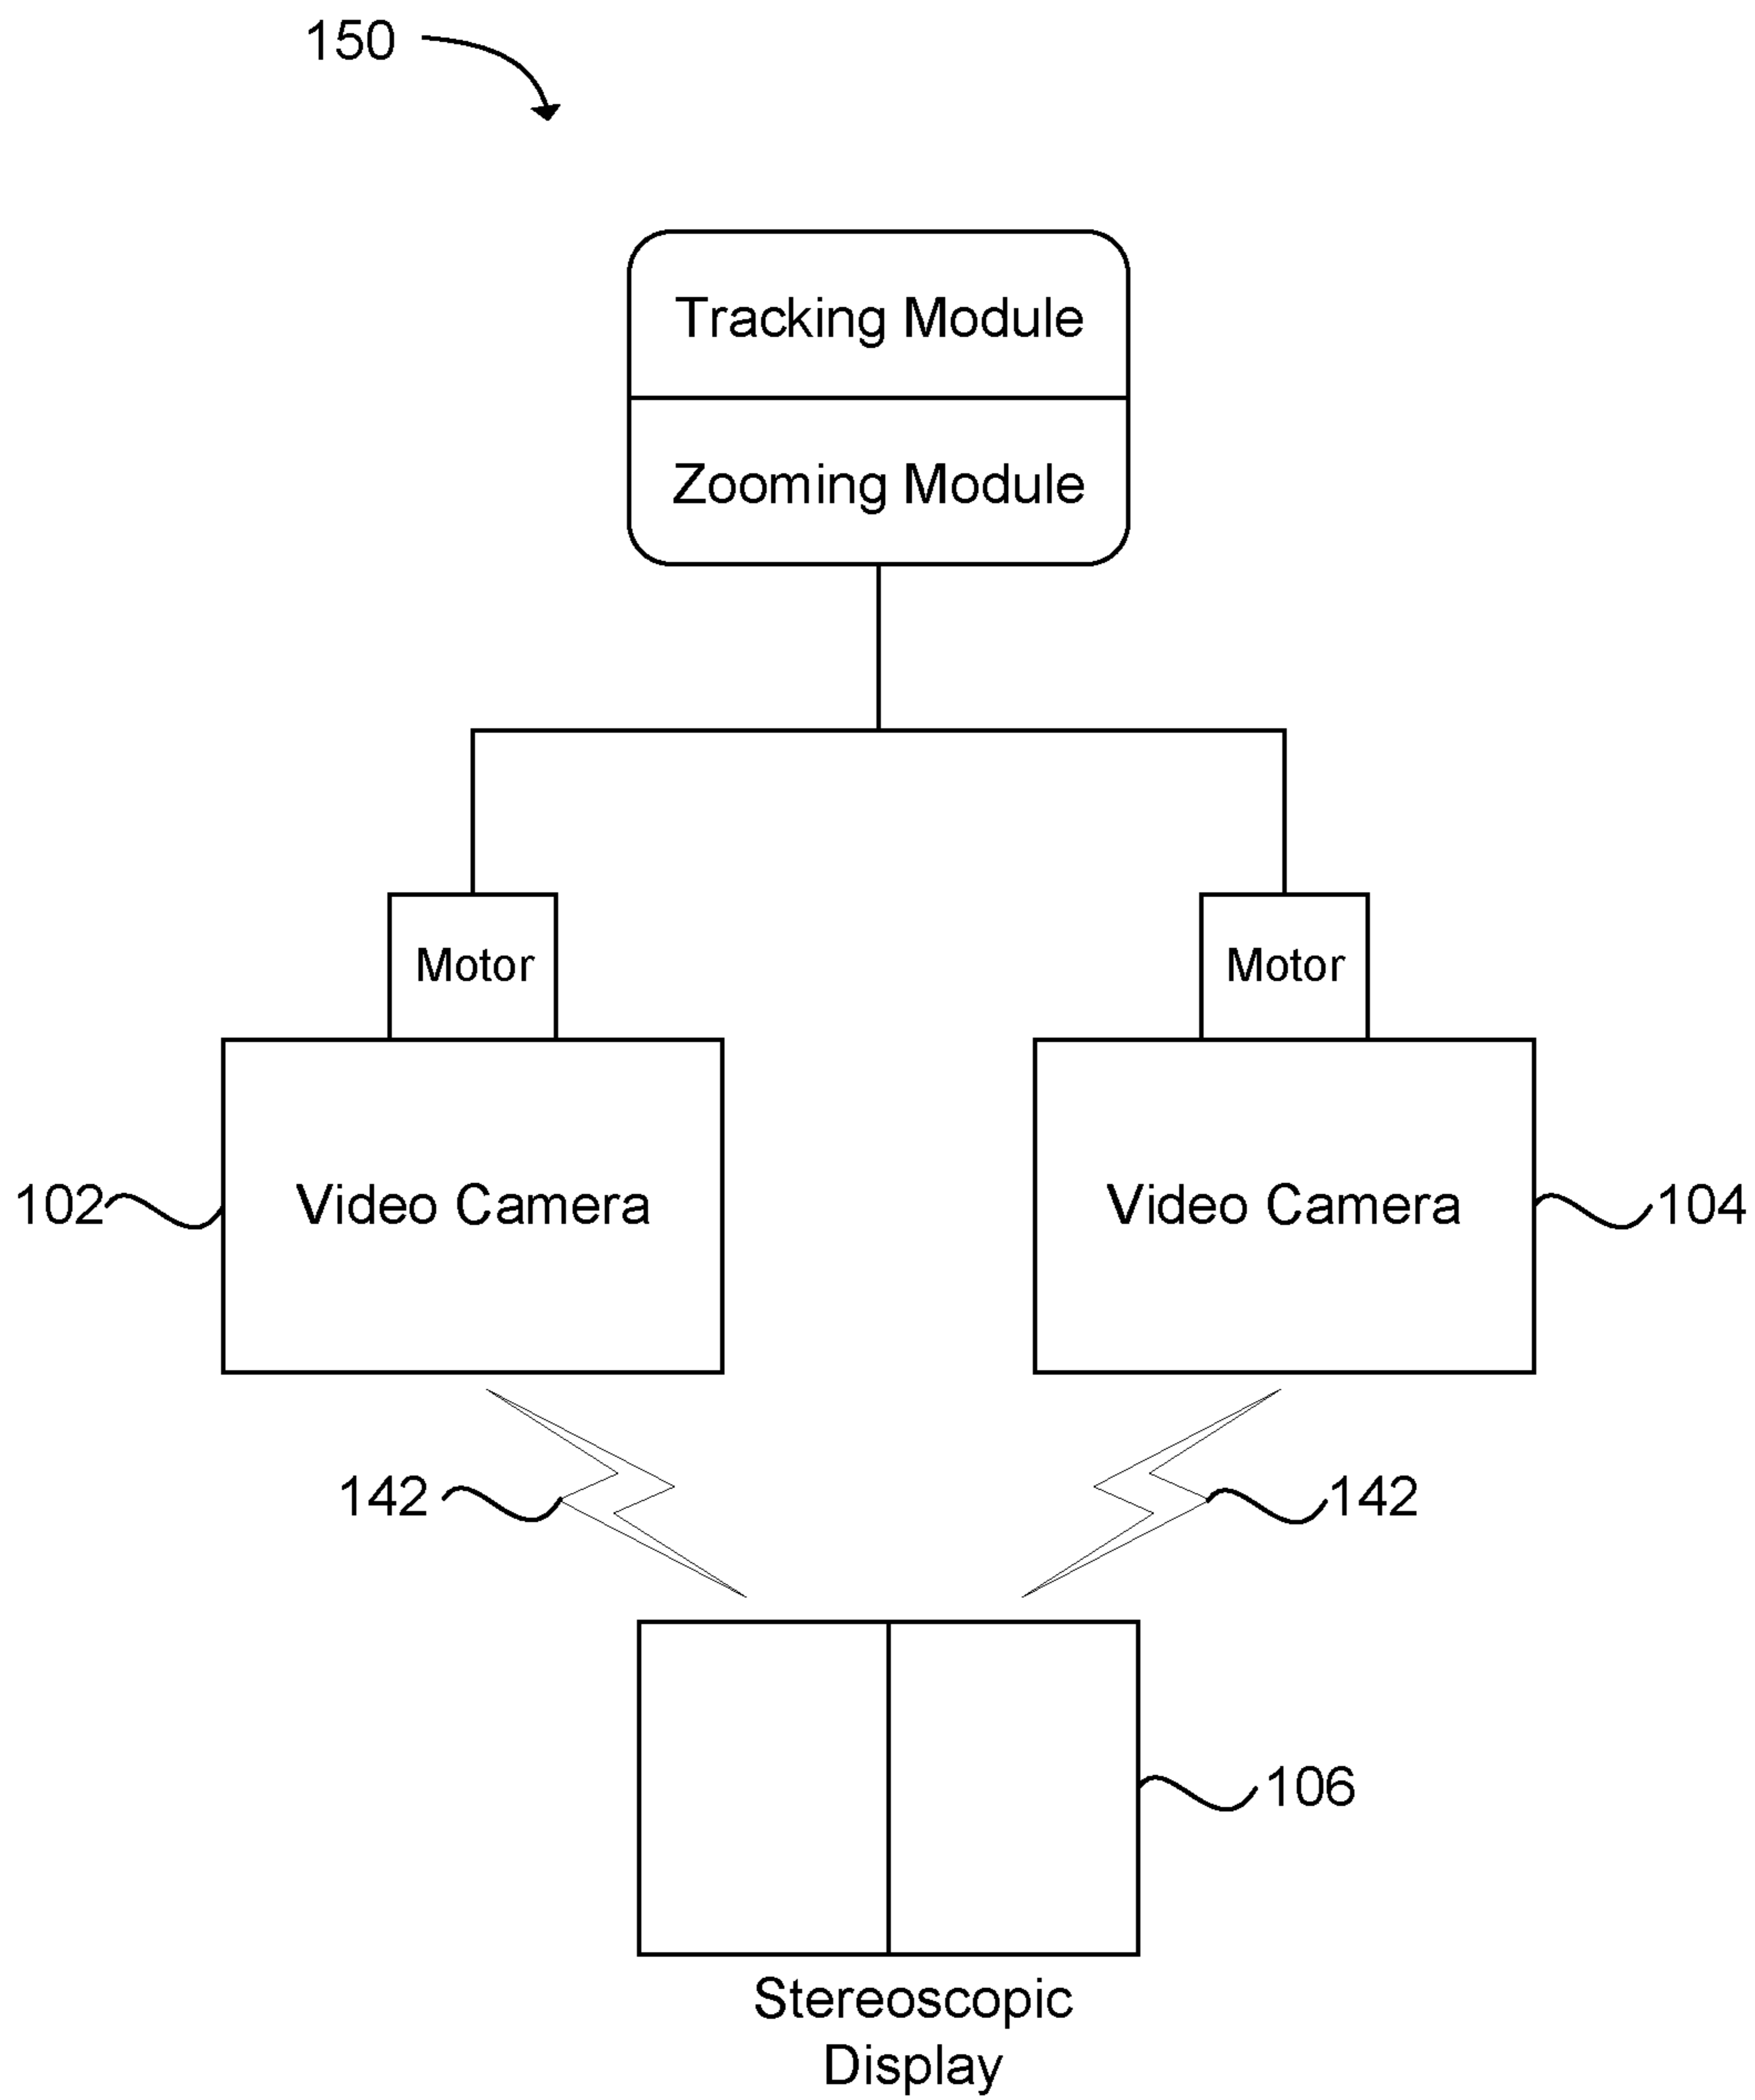 150
Tracking Module
Zooming Module
Motor
Motor
102
Video Camera
Video Camera
104
142
142
106
Stereoscopic
Display